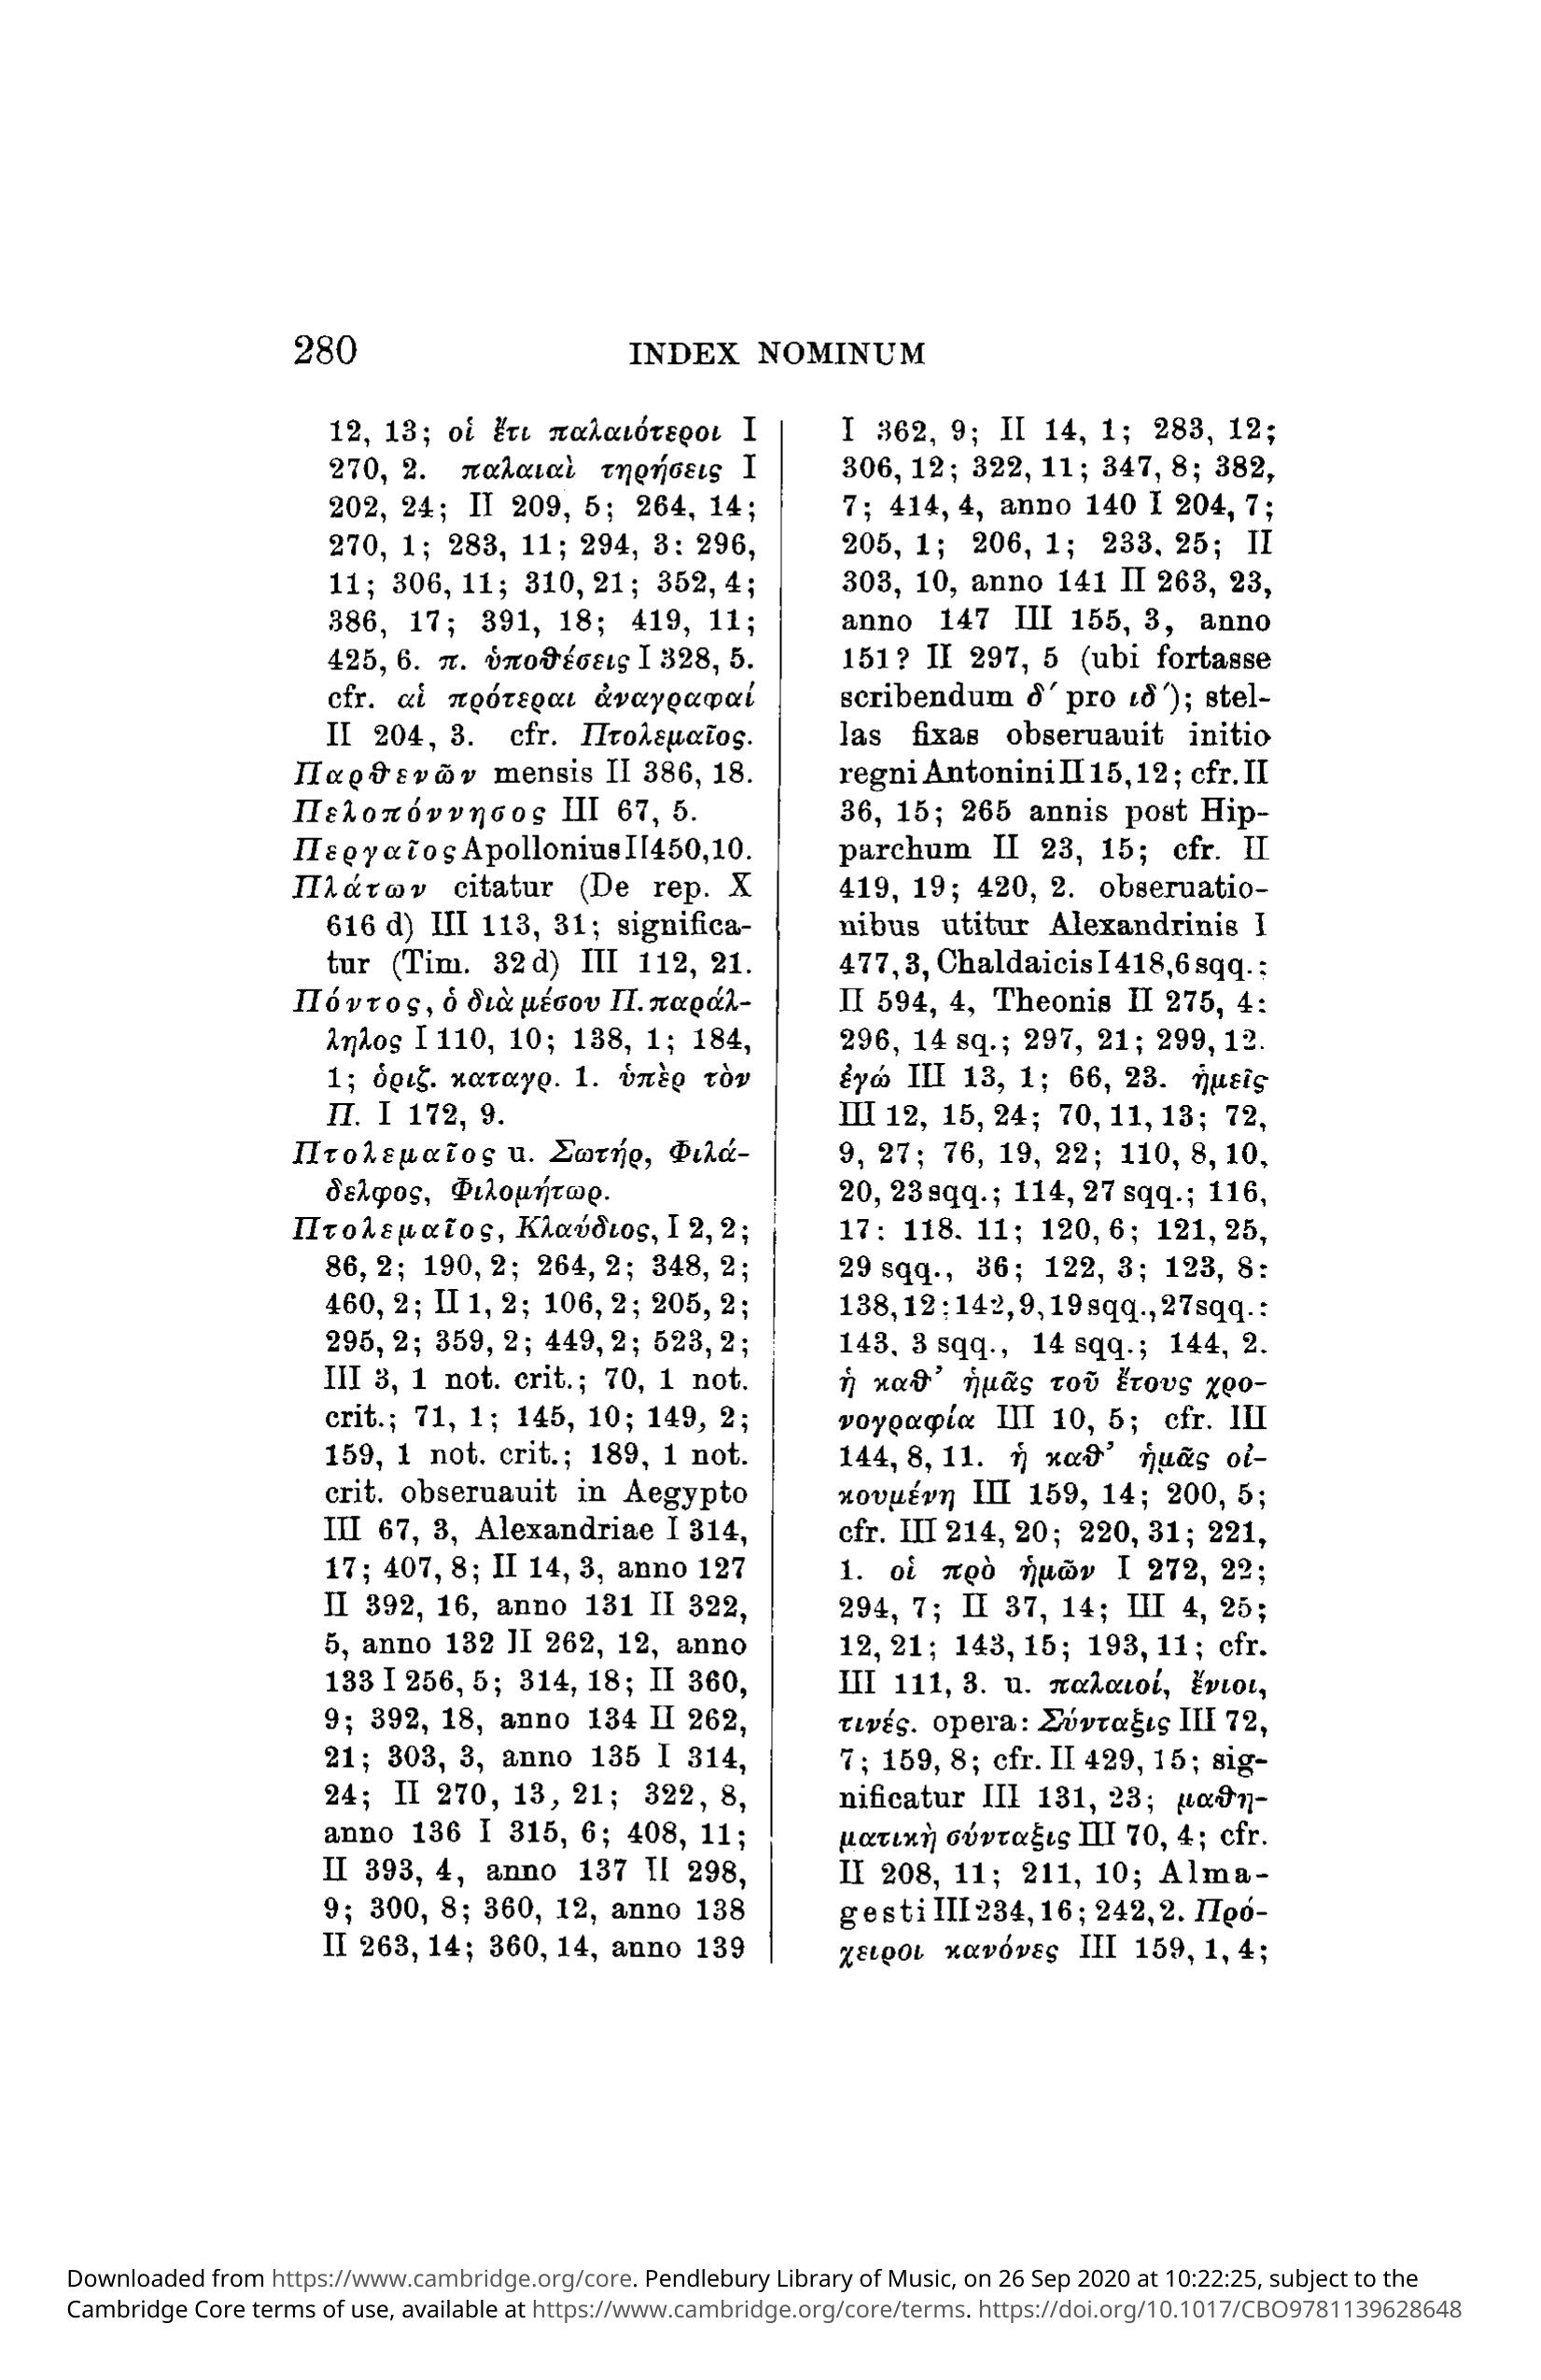 280 INDEX NOMINUM
12, 13; οἱ ἔτι παλαιότεροι I
270, 2. παλαιαὶ τηρήσεις I
202, 24; II 209, 5; 264, 14;
270, 1; 283, 11; 294, 3: 296,
11; 306, 11; 310, 21; 352, 4;
386, 17; 391, 18; 419, 11;
425, 6. π. ὑποθέσεις I 328, 5.
cfr. αἱ πρότεραι ἀναγραφαί
II 204, 3. cfr. Πτολεμαῖος.
Παρθενῶν mensis II 386, 18.
Πελοπόννησος III 67, 5.
Περγαῖος Apollonius II 450, 10.
Πλάτων citatur (De rep. X
616 d) III 113, 31; significa-
tur (Tim. 32 d) III 112, 21.
Πόντος, ὁ διὰ μέσου Π. παράλ-
ληλος I 110, 10; 138, 1; 184,
1; ὁριζ. καταγρ. 1. ὑπὲρ τὸν
Π. I 172, 9.
Πτολεμαῖος u. Σωτήρ, Φιλά-
δελφος, Φιλομήτωρ.
Πτολεμαῖος, Κλαύδιος, I 2, 2;
86, 2; 190, 2; 264, 2; 348, 2;
460, 2; II 1, 2; 106, 2; 205, 2;
295, 2; 359, 2; 449, 2; 523, 2;
III 3, 1 not. crit.; 70, 1 not.
crit.; 71, 1; 145, 10; 149, 2;
159, 1 not. crit.; 189, 1 not.
crit. obseruauit in Aegypto
III 67, 3, Alexandriae I 314,
17; 407, 8; II 14, 3, anno 127
II 392, 16, anno 131 II 322,
5, anno 132 II 262, 12, anno
133 I 256, 5; 314, 18; II 360,
9; 392, 18, anno 134 II 262,
21; 303, 3, anno 135 I 314,
24; II 270, 13, 21; 322, 8,
anno 136 I 315, 6; 408, 11;
II 393, 4, anno 137 II 298,
9; 300, 8; 360, 12, anno 138
II 263, 14; 360, 14, anno 139
I 362, 9; II 14, 1; 283, 12;
306, 12; 322, 11; 347, 8; 382,
7; 414, 4, anno 140 I 204, 7;
205, 1; 206, 1; 233, 25; II
303, 10, anno 141 II 263, 23,
anno 147 III 155, 3, anno
151? II 297, 5 (ubi fortasse
scribendum δ´ pro ιδ´); stel-
las fixas obseruauit initio
regni Antonini II 15, 12; cfr. II
36, 15; 265 annis post Hip-
parchum II 23, 15; cfr. II
419, 19; 420, 2. obseruatio-
nibus utitur Alexandrinis I
477, 3, Chaldaicis I 418, 6 sqq.;
II 594, 4, Theonis II 275, 4:
296, 14 sq.; 297, 21; 299, 12.
ἐγώ III 13, 1; 66, 23. ἡμεῖς
III 12, 15, 24; 70, 11, 13; 72,
9, 27; 76, 19, 22; 110, 8, 10,
20, 23 sqq.; 114, 27 sqq.; 116,
17: 118. 11; 120, 6; 121, 25,
29 sqq., 36; 122, 3; 123, 8:
138, 12: 142, 9, 19 sqq., 27 sqq.:
143, 3 sqq., 14 sqq.; 144, 2.
ἡ καθ’ ἡμᾶς τοῦ ἔτους χρο-
νογραφία III 10, 5; cfr. III
144, 8, 11. ἡ καθ’ ἡμᾶς οἰ-
κουμένη III 159, 14; 200, 5;
cfr. III 214, 20; 220, 31; 221,
1. οἱ πρὸ ἡμῶν I 272, 22;
294, 7; II 37, 14; III 4, 25;
12, 21; 143, 15; 193, 11; cfr.
III 111, 3. u. παλαιοί, ἔνιοι,
τινές. opera: Σύνταξις III 72,
7; 159, 8; cfr. II 429, 15; sig-
nificatur III 131, 23; μαθη-
ματικὴ σύνταξις III 70, 4; cfr.
II 208, 11; 211, 10; Alma-
gesti III 234, 16; 242, 2. Πρό-
χειροι κανόνες III 159, 1, 4;
Downloaded from https://www.cambridge.org/core. Pendlebury Library of Music, on 26 Sep 2020 at 10:22:25, subject to the
Cambridge Core terms of use, available at https://www.cambridge.org/core/terms. https://doi.org/10.1017/CBO9781139628648